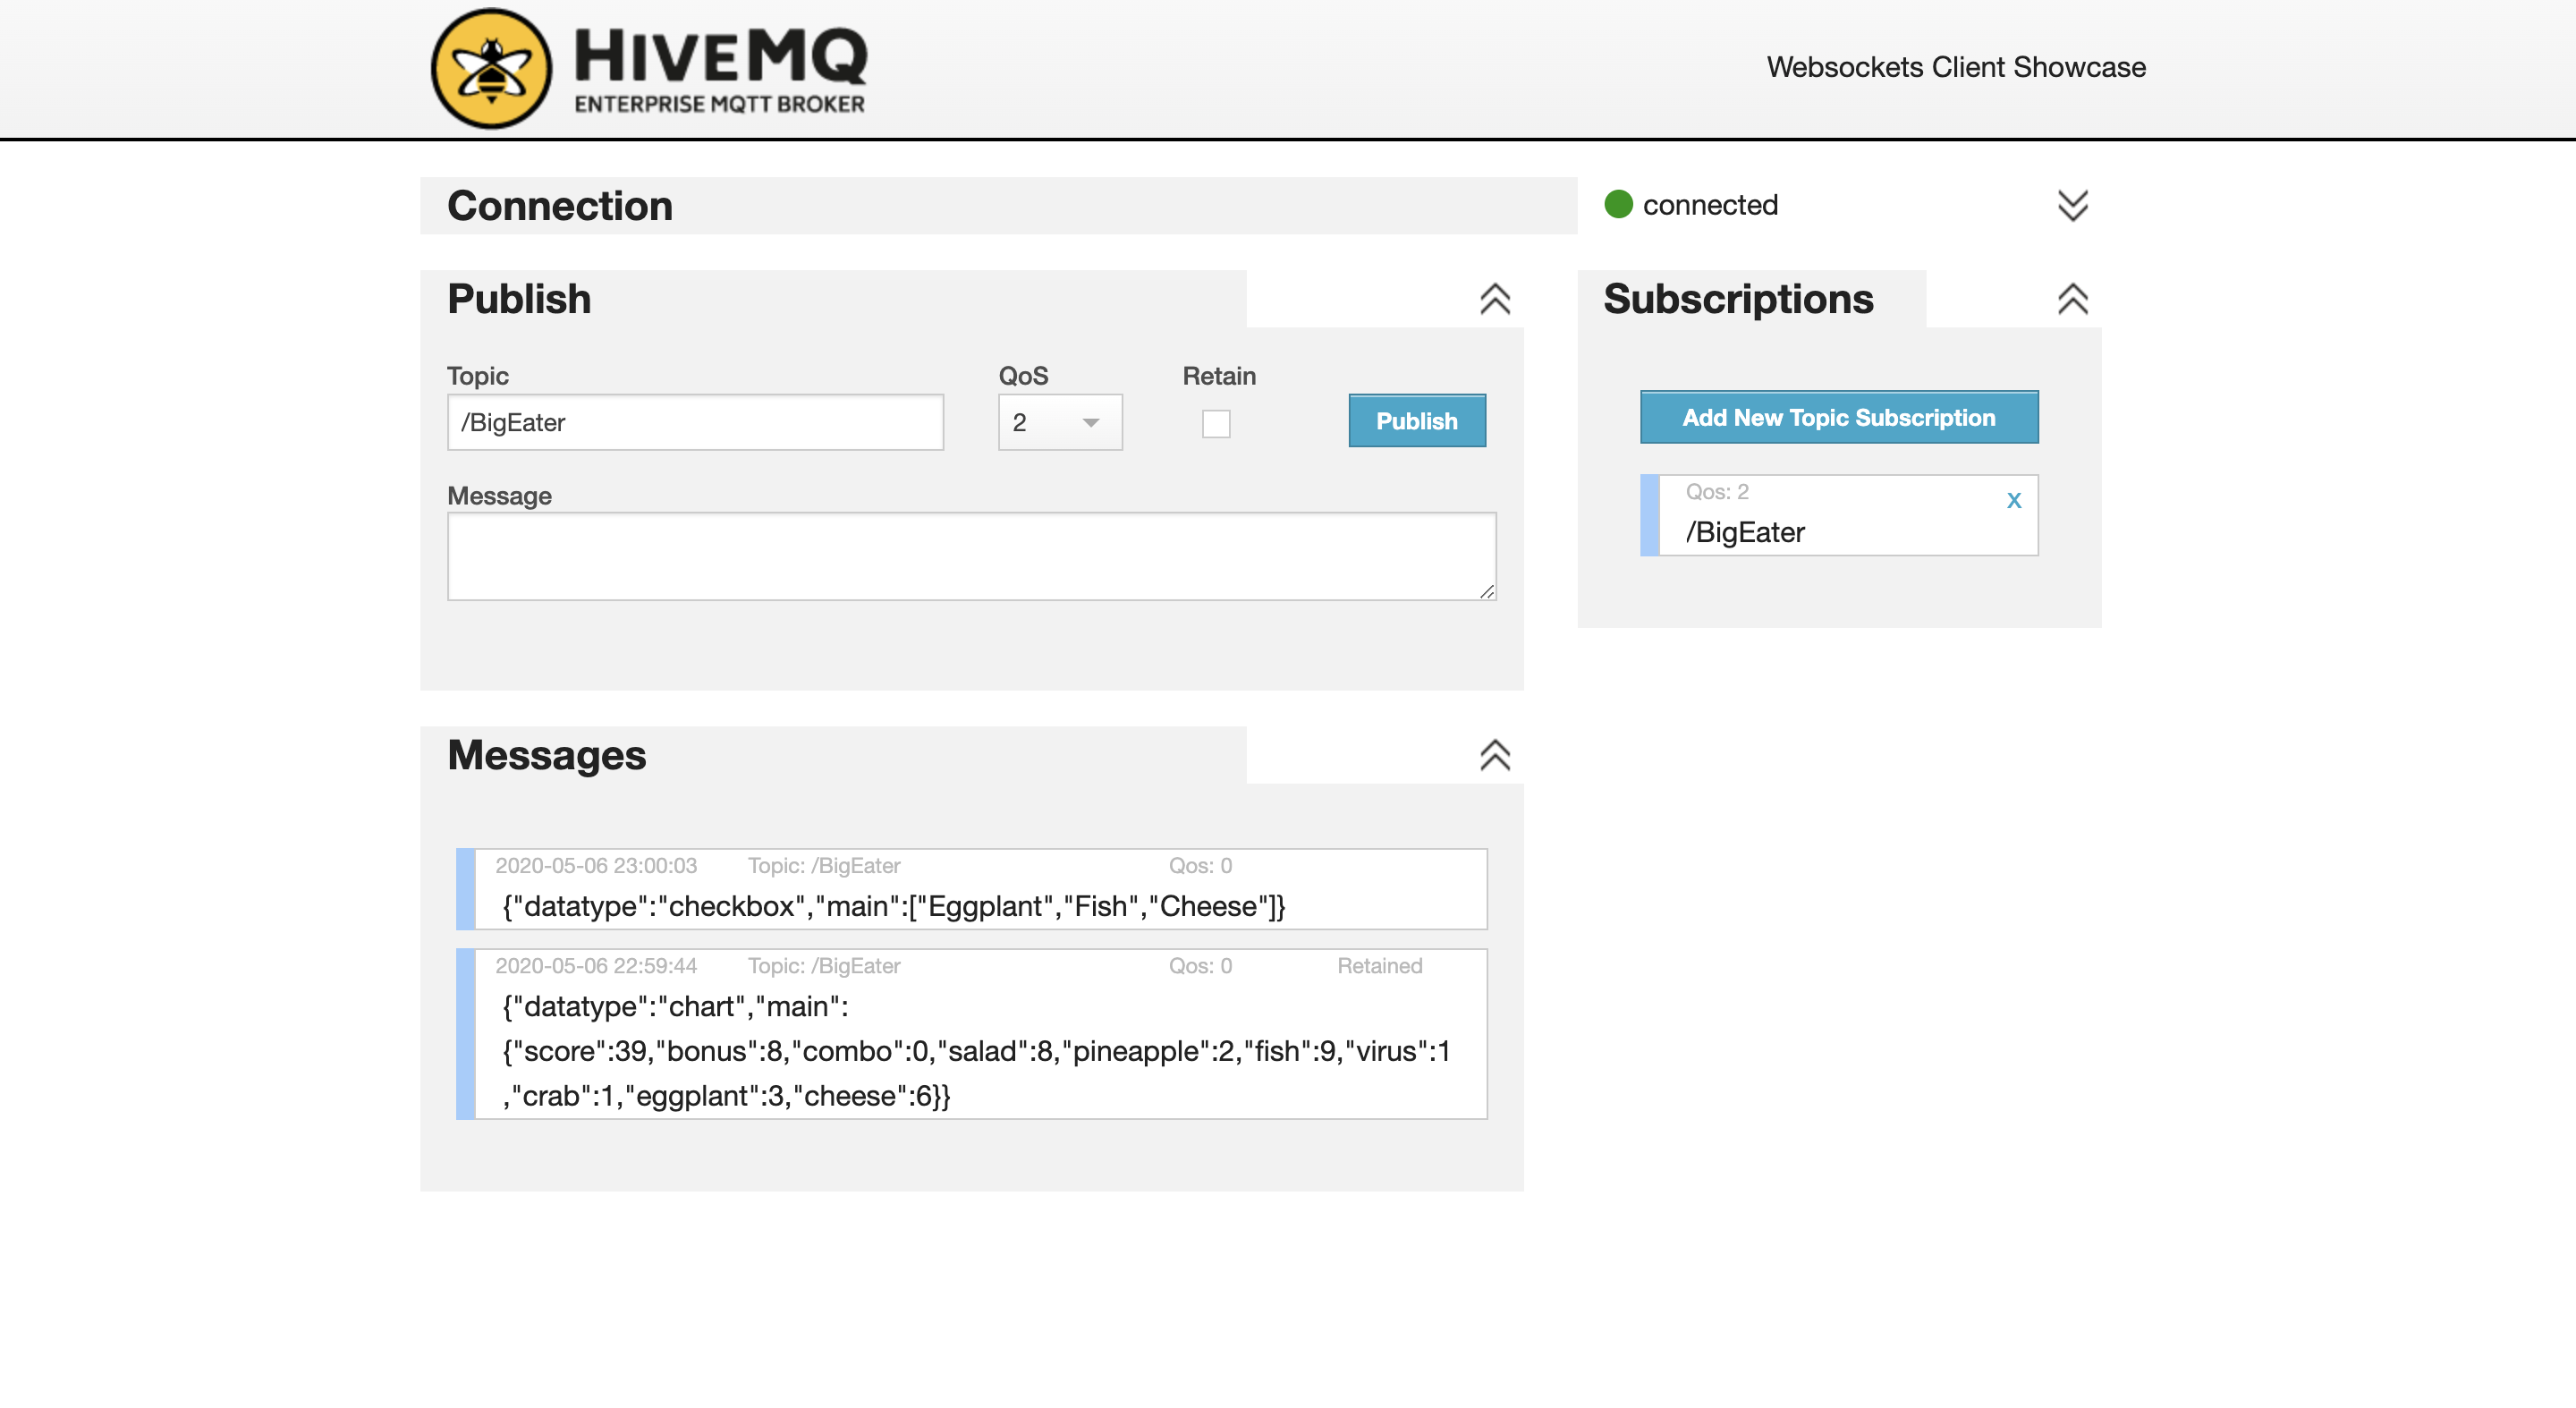 HIVEMQ
ENTERPRISE MQTT BROKER
Websockets Client Showcase
Connection
connected
Publish
Topic QoS Retain
/BigEater 2 Publish
Message
Subscriptions
Add New Topic Subscription
Qos: 2 x
/BigEater
Messages
2020-05-06 23:00:03 Topic: /BigEater Qos: 0
{"datatype":"checkbox","main":["Eggplant","Fish","Cheese"]}
2020-05-06 22:59:44 Topic: /BigEater Qos: 0 Retained
{"datatype":"chart","main":
{"score":39,"bonus":8,"combo":0,"salad":8,"pineapple":2,"fish":9,"virus":1
,"crab":1,"eggplant":3,"cheese":6}}